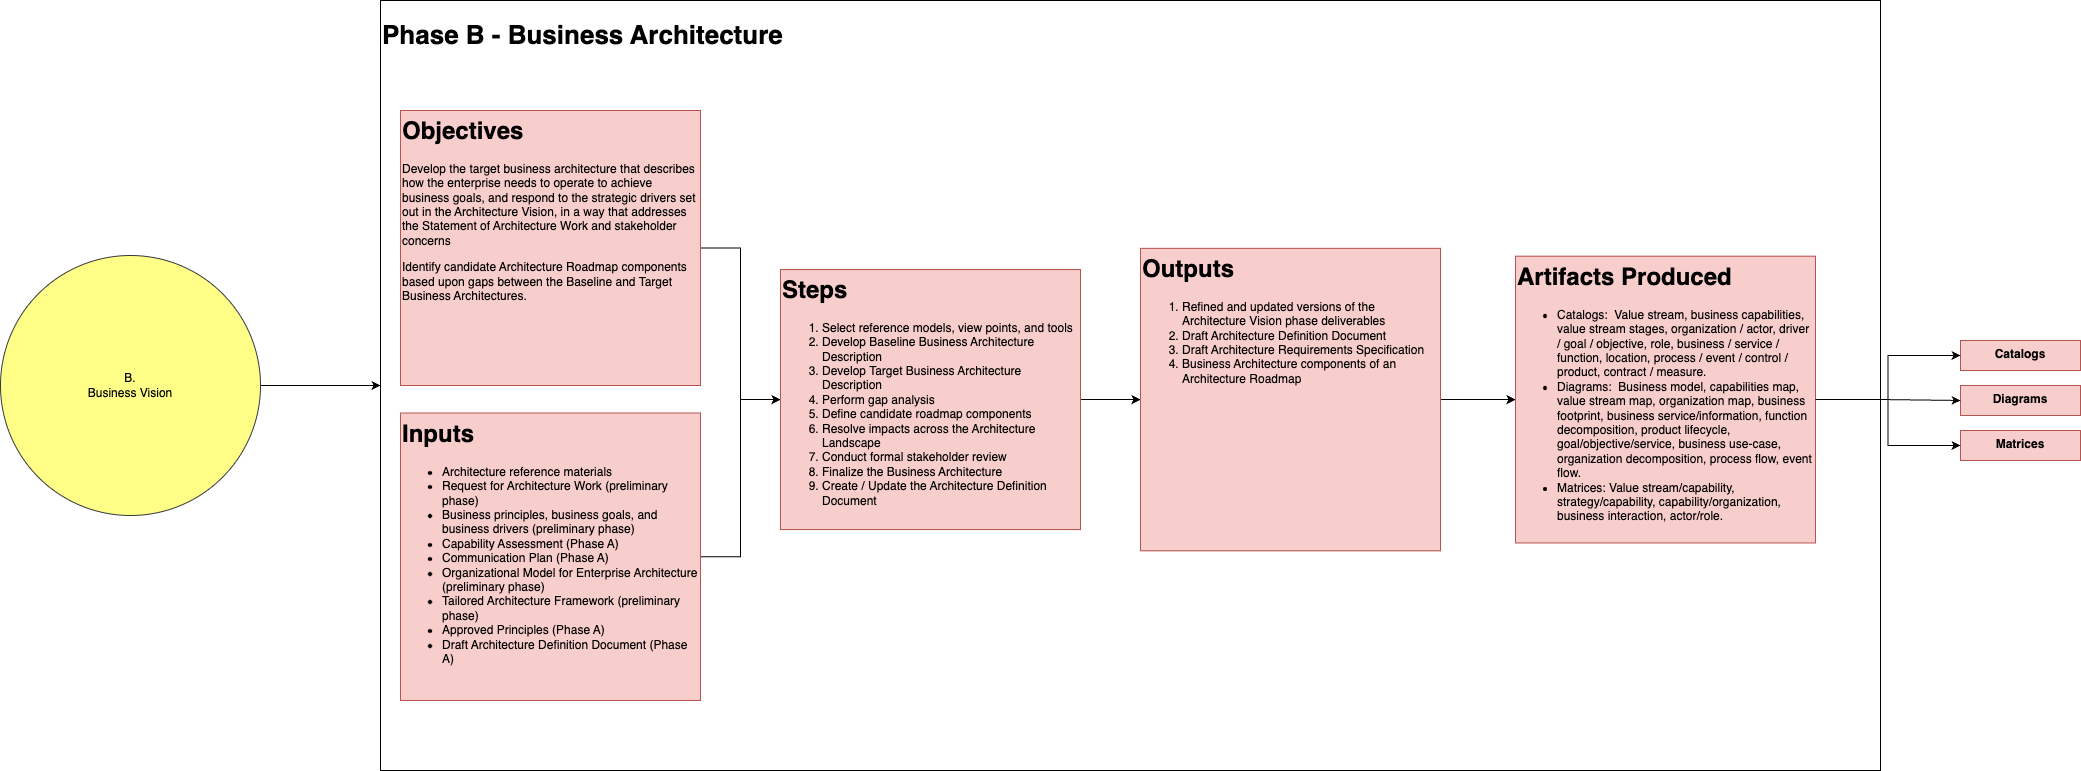 Phase B - Business Architecture
B.
Business Vision
Objectives
Develop the target business architecture that describes
how the enterprise needs to operate to achieve
business goals, and respond to the strategic drivers set
out in the Architecture Vision, in a way that addresses
the Statement of Architecture Work and stakeholder
concerns
Identify candidate Architecture Roadmap components
based upon gaps between the Baseline and Target
Business Architectures.
Inputs
• Architecture reference materials
• Request for Architecture Work (preliminary
phase)
• Business principles, business goals, and
business drivers (preliminary phase)
• Capability Assessment (Phase A)
• Communication Plan (Phase A)
• Organizational Model for Enterprise Architecture
(preliminary phase)
• Tailored Architecture Framework (preliminary
phase)
• Approved Principles (Phase A)
• Draft Architecture Definition Document (Phase
A)
Steps
1. Select reference models, view points, and tools
2. Develop Baseline Business Architecture
Description
3. Develop Target Business Architecture
Description
4. Perform gap analysis
5. Define candidate roadmap components
6. Resolve impacts across the Architecture
Landscape
7. Conduct formal stakeholder review
8. Finalize the Business Architecture
9. Create / Update the Architecture Definition
Document
Outputs
1. Refined and updated versions of the
Architecture Vision phase deliverables
2. Draft Architecture Definition Document
3. Draft Architecture Requirements Specification
4. Business Architecture components of an
Architecture Roadmap
Artifacts Produced
• Catalogs:  Value stream, business capabilities,
value stream stages, organization / actor, driver
/ goal / objective, role, business / service /
function, location, process / event / control /
product, contract / measure.
• Diagrams:  Business model, capabilities map,
value stream map, organization map, business
footprint, business service/information, function
decomposition, product lifecycle,
goal/objective/service, business use-case,
organization decomposition, process flow, event
flow.
• Matrices: Value stream/capability,
strategy/capability, capability/organization,
business interaction, actor/role.
Catalogs
Diagrams
Matrices